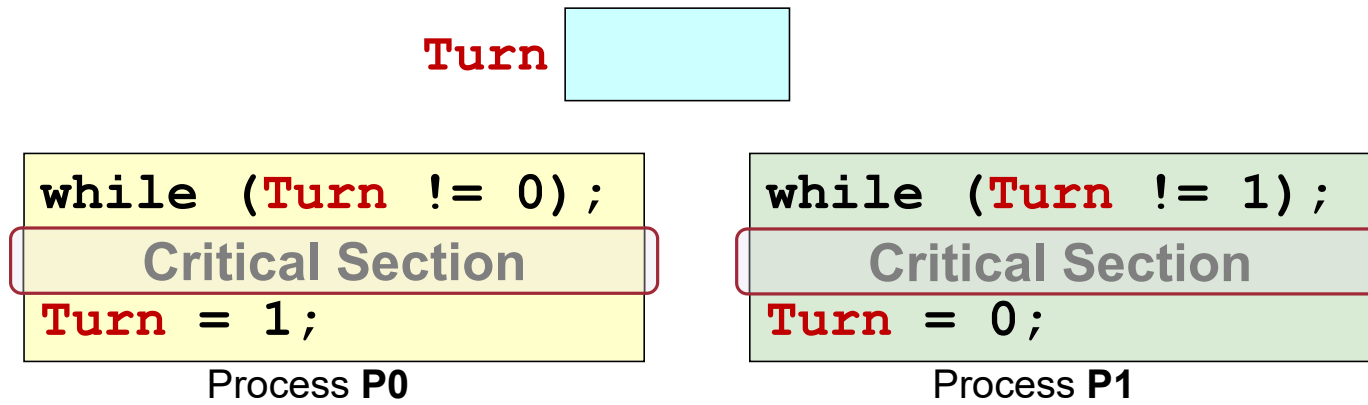 Turn
while (Turn != 0);
Critical Section
Turn = 1;
Process P0
while (Turn != 1);
Critical Section
Turn = 0;
Process P1